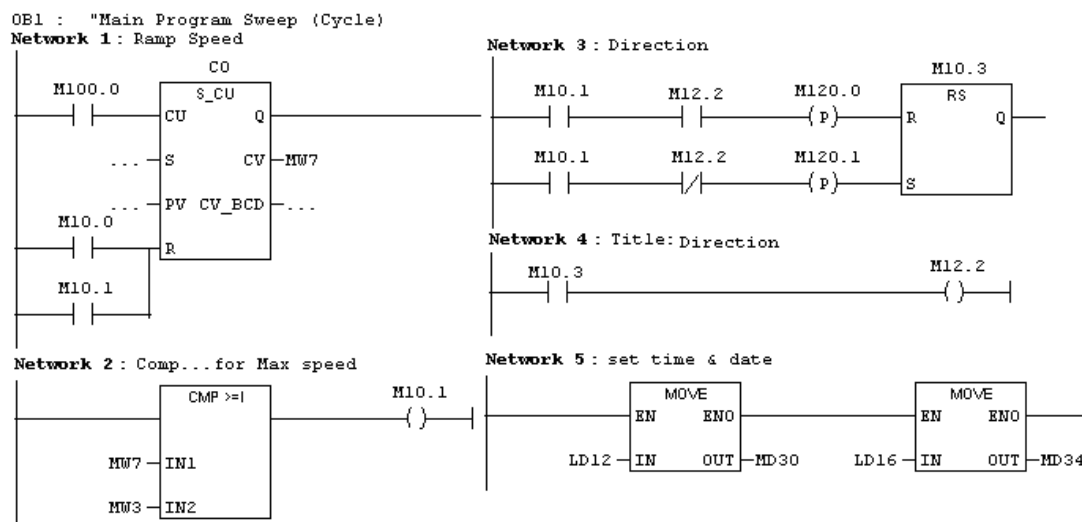 OB1 : "Main Program Sweep (Cycle)
Network 1 : Ramp Speed
C0
M100.0
S_CU
CU Q
... S CV MW7
... PV CV_BCD ...
M10.0
R
M10.1
Network 2 : Comp...for Max speed
CMP >=I
M10.1
( )
MW7 IN1
MW3 IN2
Network 3 : Direction
M10.3
M10.1 M12.2 M120.0 RS
(P) R Q
M10.1 M12.2 M120.1
(P) S
Network 4 : Title: Direction
M10.3 M12.2
( )
Network 5 : set time & date
MOVE MOVE
EN ENO EN ENO
LD12 IN OUT MD30 LD16 IN OUT MD34